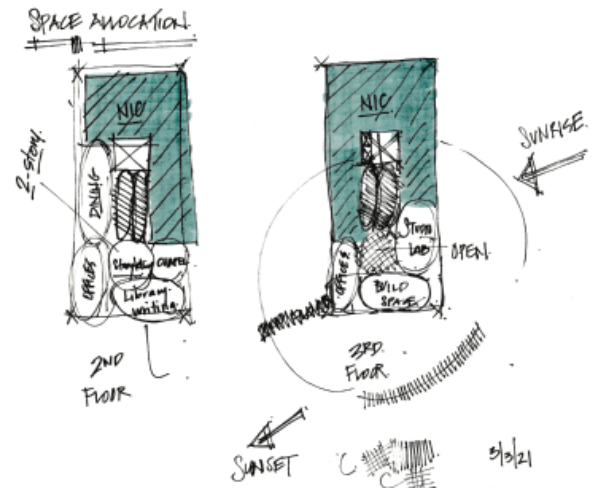 SPACE ALLOCATION
NIC
2-STORY.
DINING
OFFICES
CHAPEL
Library
writing
2ND
FLOOR
NIC
SUNRISE
STUDIO
LAB
OPEN.
OFFICES
BUILD
SPACE
3RD.
FLOOR
SUNSET
3/3/21